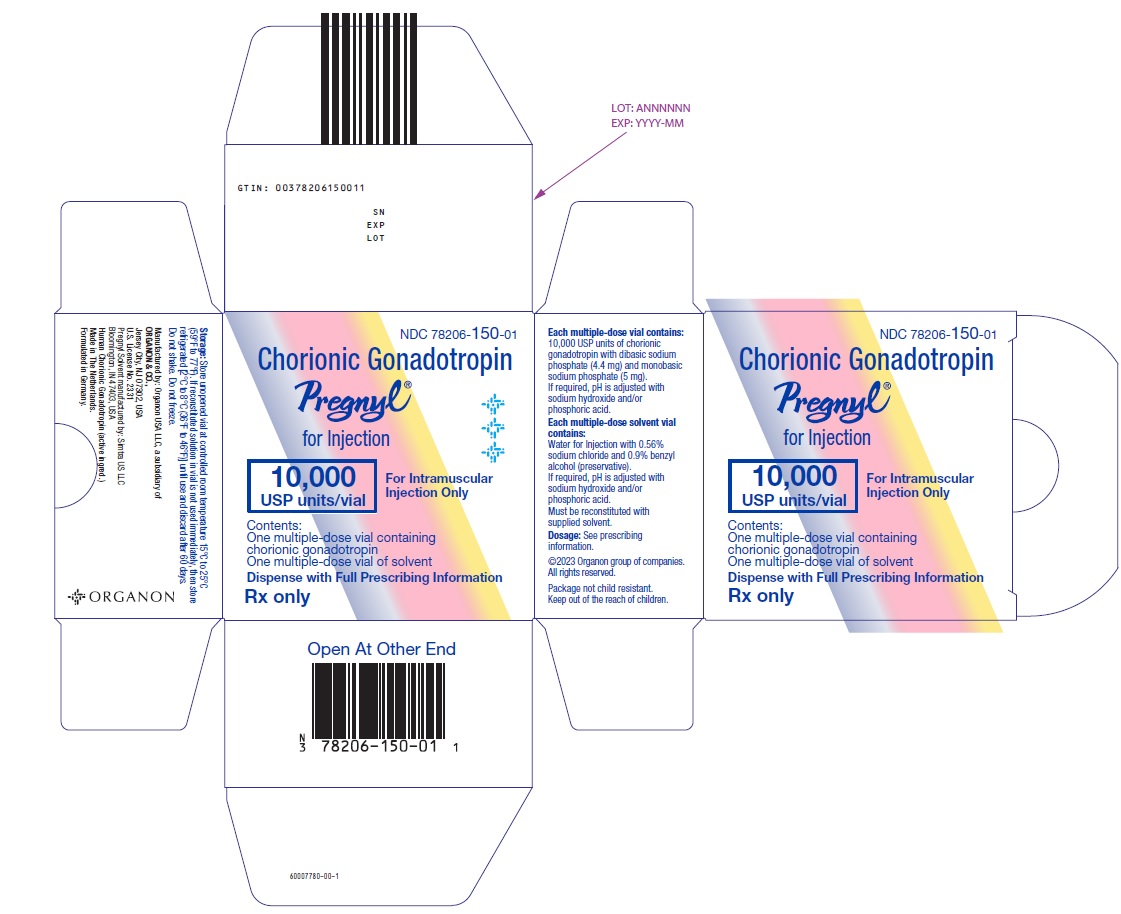 LOT: ANNNNNN
EXP: YYYY-MM
GTIN: 00378206150011
SN
EXP
LOT
Storage: Store unopened vial at controlled room temperature 15°C to 25°C
(59°F to 77°F). If reconstituted solution in vial is not used immediately, then store
refrigerated [2°C to 8°C (36°F to 46°F)] until use and discard after 60 days.
Do not shake. Do not freeze.
Manufactured by: Organon USA LLC, a subsidiary of
ORGANON & CO.,
Jersey City, NJ 07302, USA
U.S. License No. 2331
Pregnyl Solvent manufactured by: Simtra US LLC
Bloomington, IN 47403, USA
Human Chorionic Gonadotropin (active ingred.)
Made in The Netherlands.
Formulated in Germany.
ORGANON
NDC 78206-150-01
Chorionic Gonadotropin
Pregnyl®
for Injection
10,000
USP units/vial
For Intramuscular
Injection Only
Contents:
One multiple-dose vial containing
chorionic gonadotropin
One multiple-dose vial of solvent
Dispense with Full Prescribing Information
Rx only
Each multiple-dose vial contains:
10,000 USP units of chorionic
gonadotropin with dibasic sodium
phosphate (4.4 mg) and monobasic
sodium phosphate (5 mg).
If required, pH is adjusted with
sodium hydroxide and/or
phosphoric acid.
Each multiple-dose solvent vial
contains:
Water for Injection with 0.56%
sodium chloride and 0.9% benzyl
alcohol (preservative).
If required, pH is adjusted with
sodium hydroxide and/or
phosphoric acid.
Must be reconstituted with
supplied solvent.
Dosage: See prescribing
information.
©2023 Organon group of companies.
All rights reserved.
Package not child resistant.
Keep out of the reach of children.
NDC 78206-150-01
Chorionic Gonadotropin
Pregnyl®
for Injection
10,000
USP units/vial
For Intramuscular
Injection Only
Contents:
One multiple-dose vial containing
chorionic gonadotropin
One multiple-dose vial of solvent
Dispense with Full Prescribing Information
Rx only
Open At Other End
N
3 78206-150-01 1
60007780-00-1